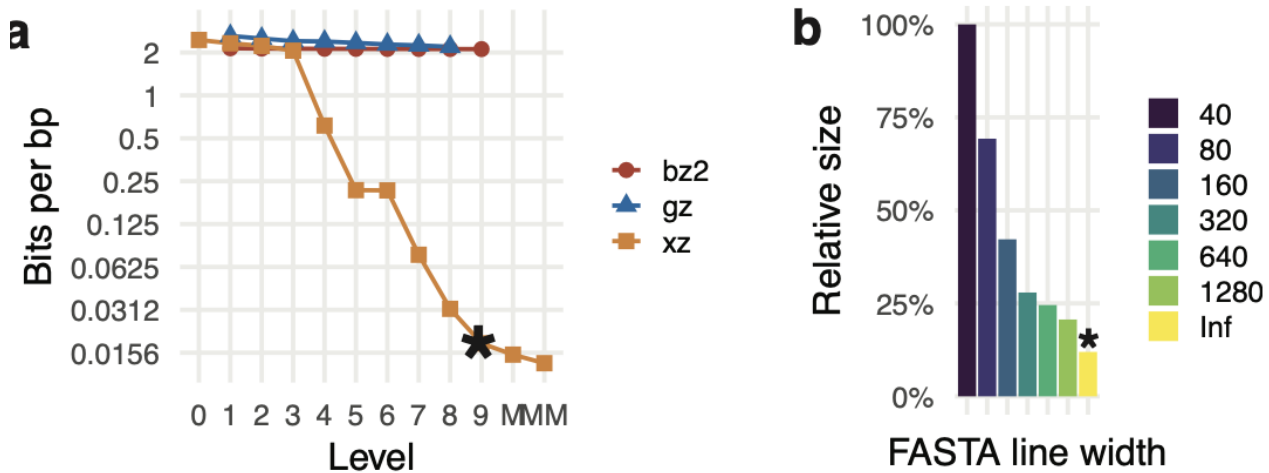 a
Bits per bp
2
1
0.5
0.25
0.125
0.0625
0.0312
0.0156
0 1 2 3 4 5 6 7 8 9 M MM
Level
bz2
gz
xz
b
Relative size
100%
75%
50%
25%
0%
*
FASTA line width
40
80
160
320
640
1280
Inf